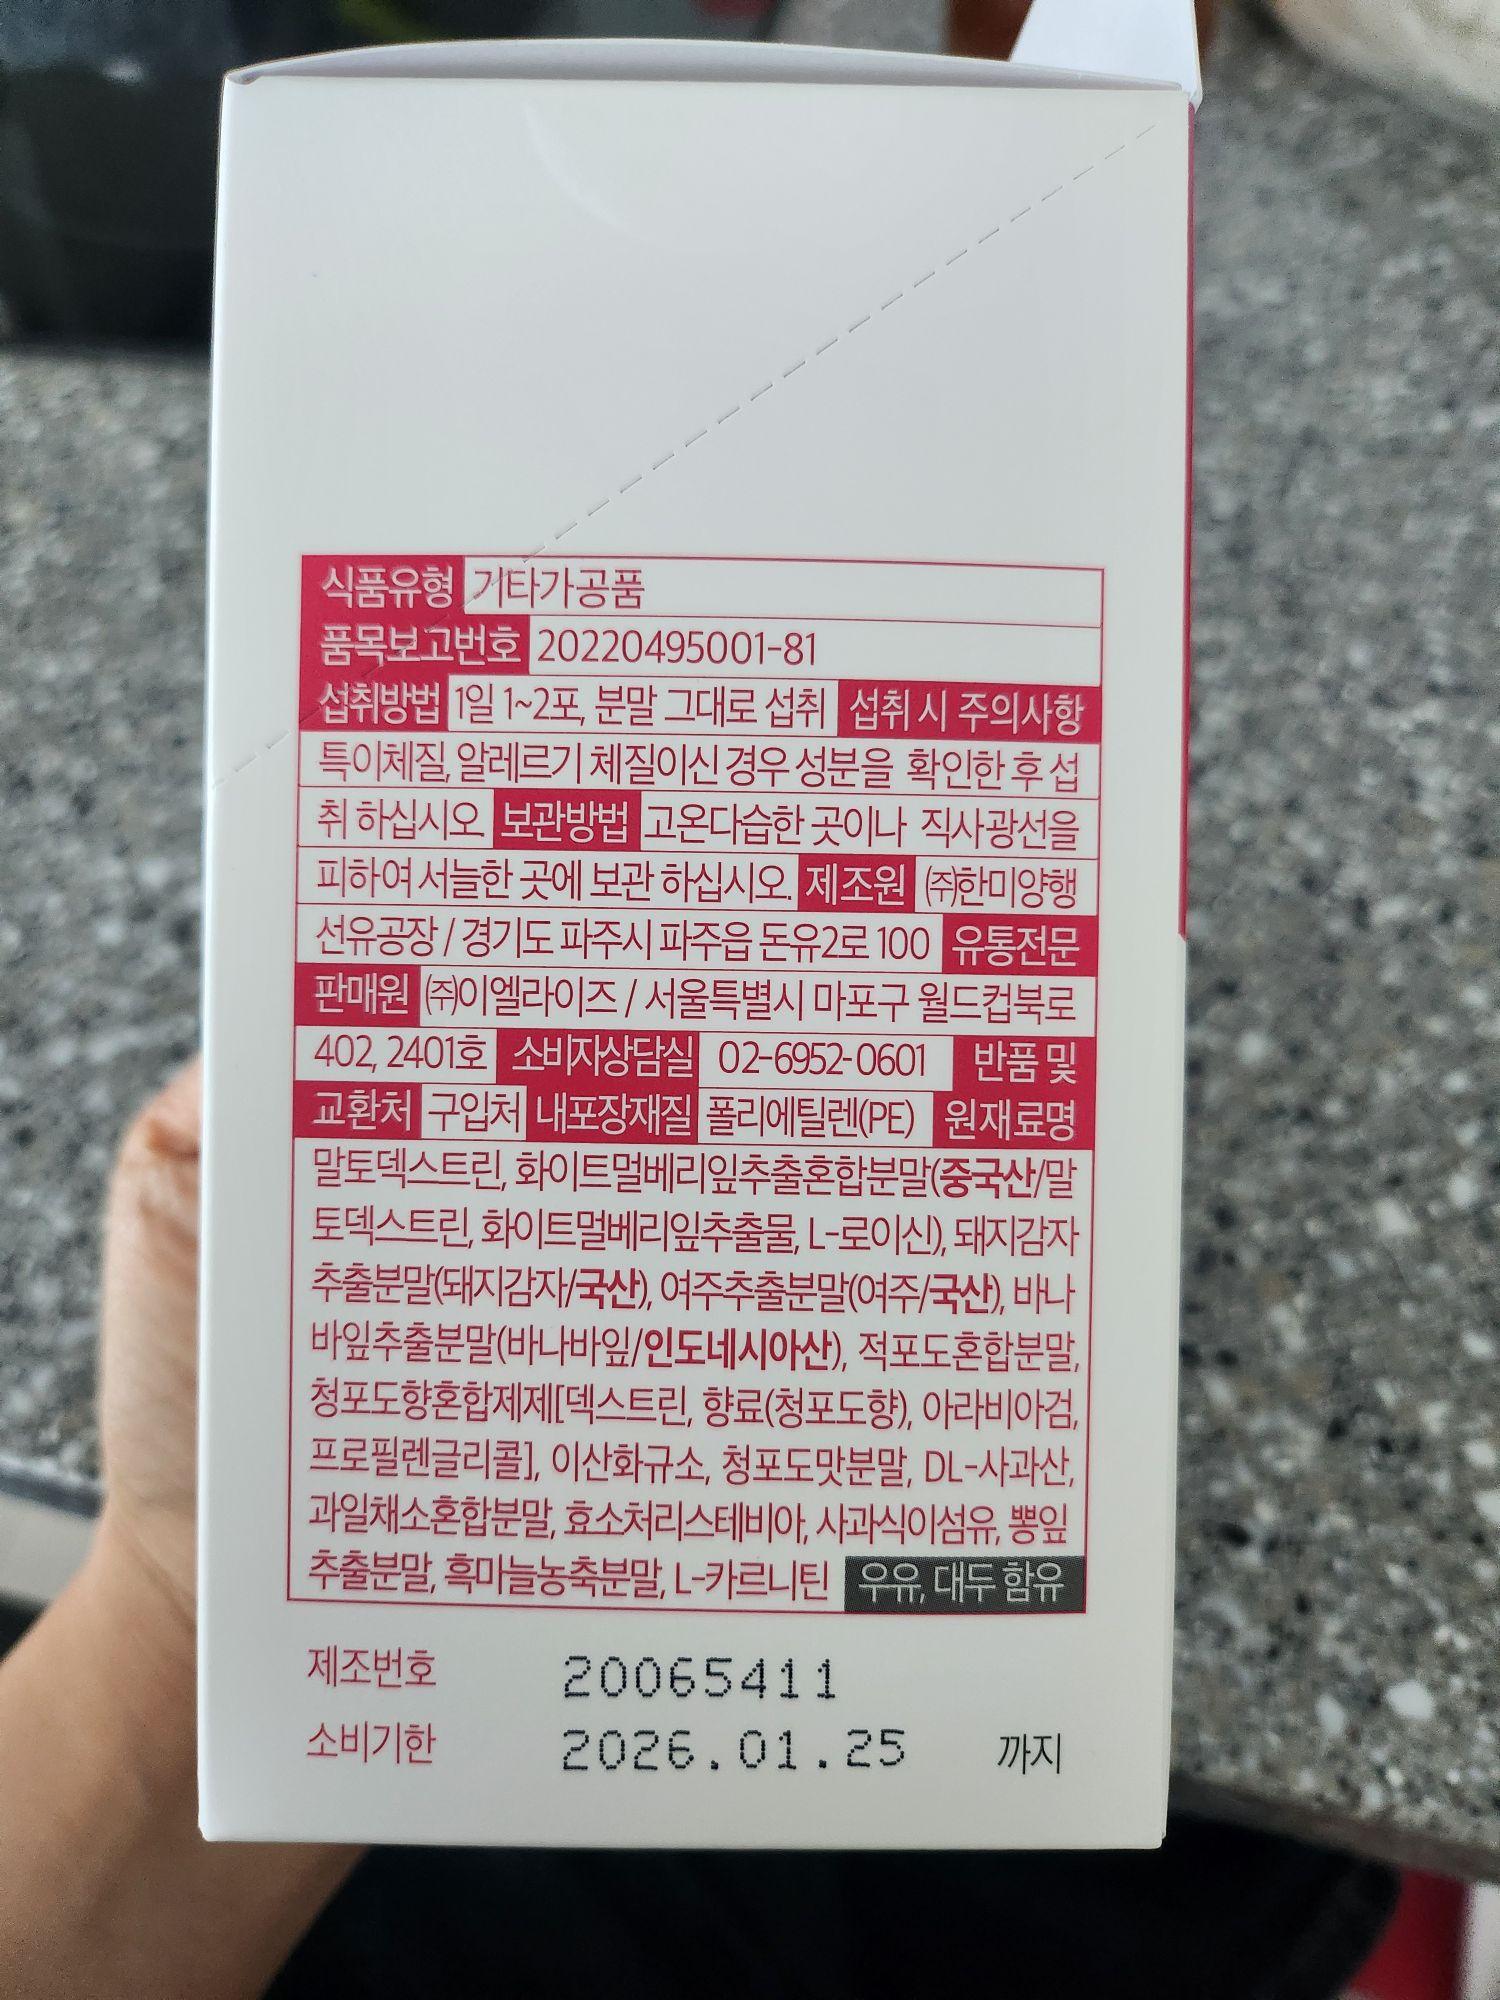 식품유형 기타가공품
품목보고번호 20220495001-81
섭취방법 1일 1~2포, 분말 그대로 섭취 섭취 시 주의사항
특이체질, 알레르기 체질이신 경우 성분을 확인한 후 섭
취 하십시오 보관방법 고온다습한 곳이나 직사광선을
피하여 서늘한 곳에 보관 하십시오. 제조원 ㈜한미양행
선유공장 / 경기도 파주시 파주읍 돈유2로 100 유통전문
판매원 ㈜이엘라이즈 / 서울특별시 마포구 월드컵북로
402, 2401호 소비자상담실 02-6952-0601 반품 및
교환처 구입처 내포장재질 폴리에틸렌(PE) 원재료명
말토덱스트린, 화이트멀베리잎추출혼합분말(중국산/말
토덱스트린, 화이트멀베리잎추출물, L-로이신), 돼지감자
추출분말(돼지감자/국산), 여주추출분말(여주/국산), 바나
바잎추출분말(바나바잎/인도네시아산), 적포도혼합분말,
청포도향혼합제제[덱스트린, 향료(청포도향), 아라비아검,
프로필렌글리콜], 이산화규소, 청포도맛분말, DL-사과산,
과일채소혼합분말, 효소처리스테비아, 사과식이섬유, 뽕잎
추출분말, 흑마늘농축분말, L-카르니틴 우유, 대두 함유
제조번호 20065411
소비기한 2026.01.25 까지